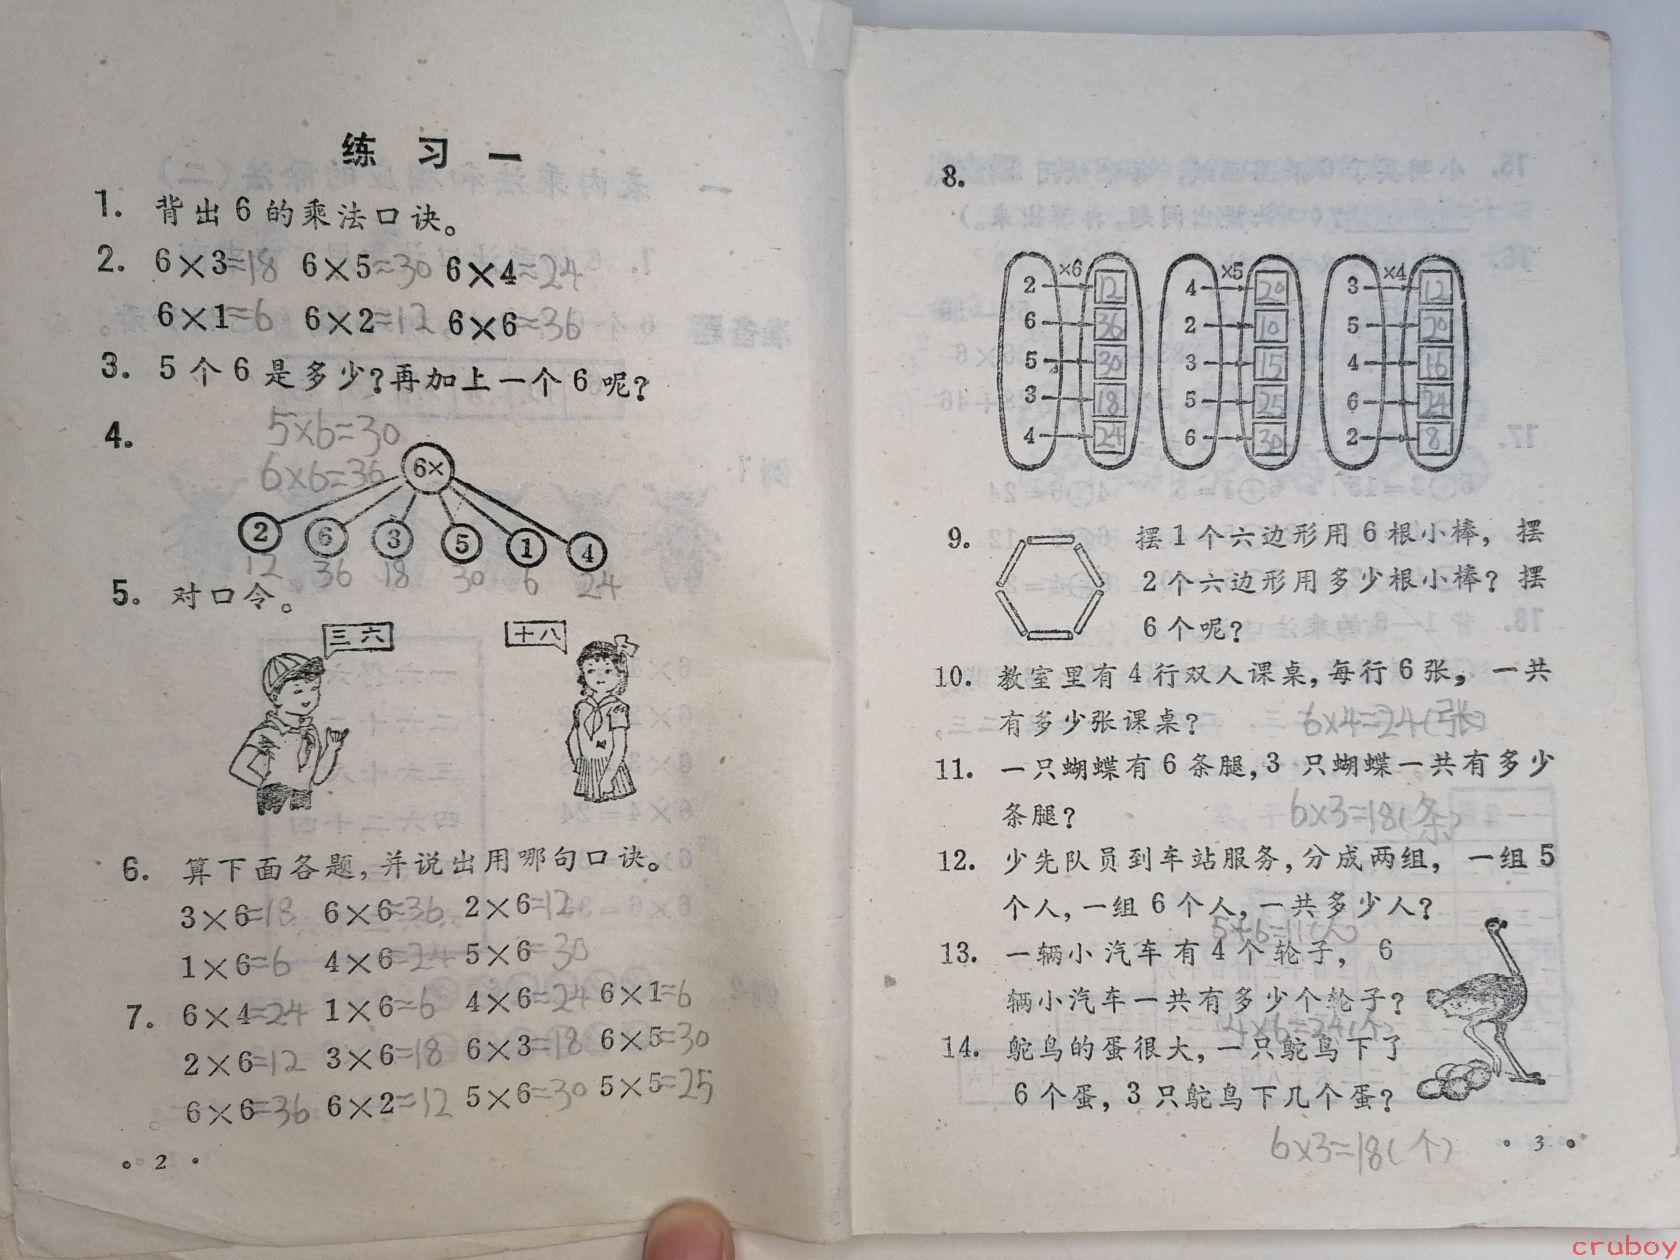 练习一
1. 背出6的乘法口诀。
2. 6×3=18 6×5=30 6×4=24
6×1=6 6×2=12 6×6=36
3. 5个6是多少?再加上一个6呢?
5×6=30
4. 6×6=36 6×
2 6 3 5 1 4
12 36 18 30 6 24
5. 对口令。
三六 十八
6. 算下面各题,并说出用哪句口诀。
3×6=18 6×6=36 2×6=12
1×6=6 4×6=24 5×6=30
7. 6×4=24 1×6=6 4×6=24 6×1=6
2×6=12 3×6=18 6×3=18 6×5=30
6×6=36 6×2=12 5×6=30 5×5=25
• 2 •
8.
×6 ×5 ×4
2 12 4 20 3 12
6 36 2 10 5 20
5 30 3 15 4 16
3 18 5 25 6 24
4 24 6 30 2 8
9. 摆1个六边形用6根小棒, 摆
2个六边形用多少根小棒? 摆
6个呢?
10. 教室里有4行双人课桌,每行6张, 一共
有多少张课桌? 6×4=24(张)
11. 一只蝴蝶有6条腿,3只蝴蝶一共有多少
条腿? 6×3=18(条)
12. 少先队员到车站服务,分成两组, 一组5
个人,一组6个人,一共多少人?
5+6=11(人)
13. 一辆小汽车有4个轮子, 6
辆小汽车一共有多少个轮子?
4×6=24(个)
14. 鸵鸟的蛋很大,一只鸵鸟下了
6个蛋, 3只鸵鸟下几个蛋?
6×3=18(个)
• 3 •
cruboy